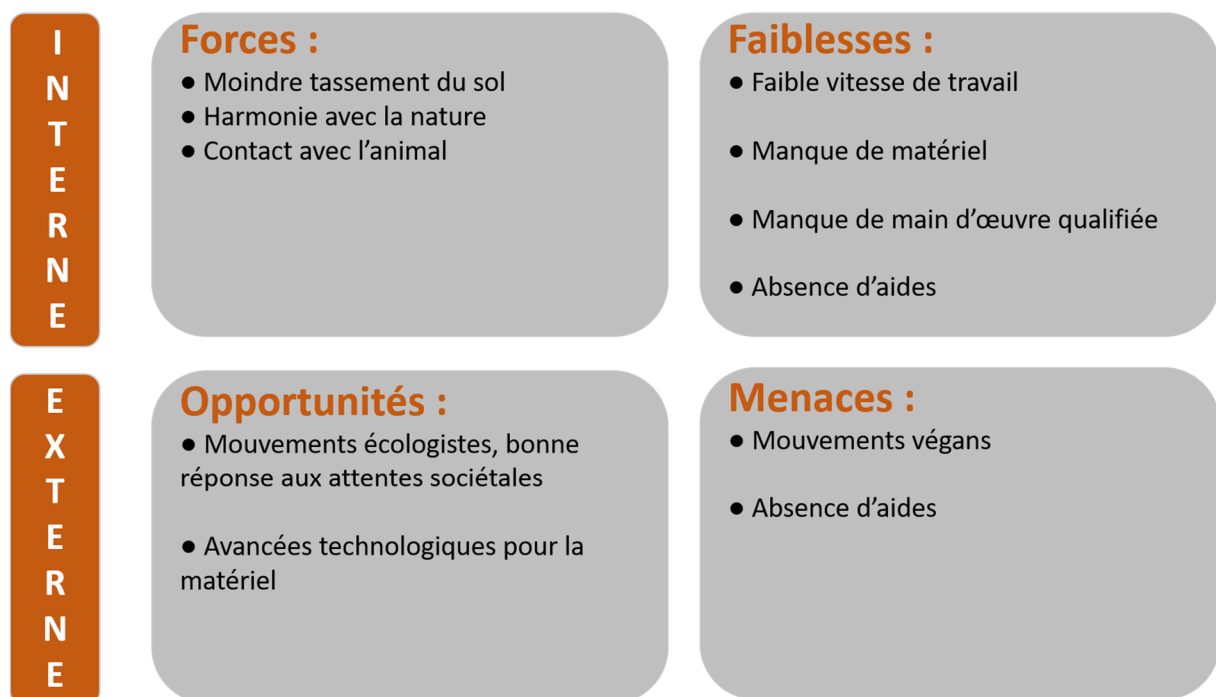 INTERNE
Forces :
● Moindre tassement du sol
● Harmonie avec la nature
● Contact avec l’animal
Faiblesses :
● Faible vitesse de travail
● Manque de matériel
● Manque de main d’œuvre qualifiée
● Absence d’aides
EXTERNE
Opportunités :
● Mouvements écologistes, bonne
réponse aux attentes sociétales
● Avancées technologiques pour la
matériel
Menaces :
● Mouvements végans
● Absence d’aides